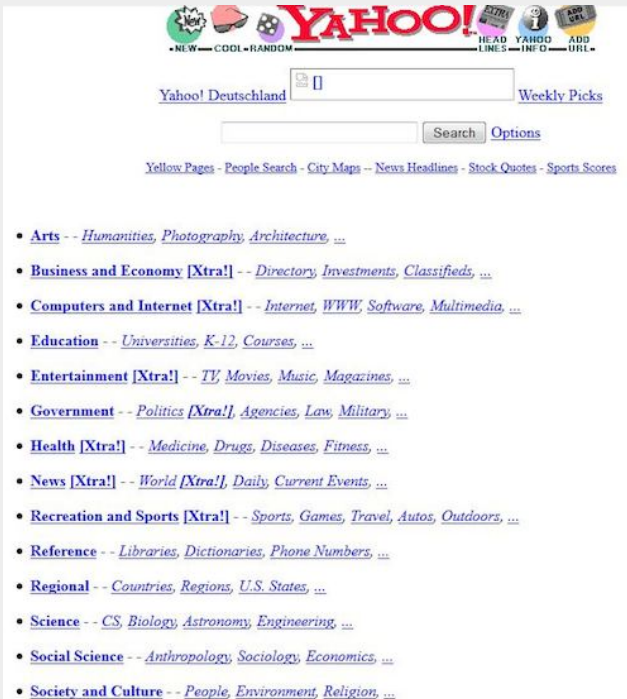 New! EXTRA ADD URL
YAHOO!
NEW COOL RANDOM HEAD LINES YAHOO INFO ADD URL
Yahoo! Deutschland [] Weekly Picks
Search Options
Yellow Pages - People Search - City Maps -- News Headlines - Stock Quotes - Sports Scores
• Arts - - Humanities, Photography, Architecture, ...
• Business and Economy [Xtra!] - - Directory, Investments, Classifieds, ...
• Computers and Internet [Xtra!] - - Internet, WWW, Software, Multimedia, ...
• Education - - Universities, K-12, Courses, ...
• Entertainment [Xtra!] - - TV, Movies, Music, Magazines, ...
• Government - - Politics [Xtra!], Agencies, Law, Military, ...
• Health [Xtra!] - - Medicine, Drugs, Diseases, Fitness, ...
• News [Xtra!] - - World [Xtra!], Daily, Current Events, ...
• Recreation and Sports [Xtra!] - - Sports, Games, Travel, Autos, Outdoors, ...
• Reference - - Libraries, Dictionaries, Phone Numbers, ...
• Regional - - Countries, Regions, U.S. States, ...
• Science - - CS, Biology, Astronomy, Engineering, ...
• Social Science - - Anthropology, Sociology, Economics, ...
• Society and Culture - - People, Environment, Religion, ...